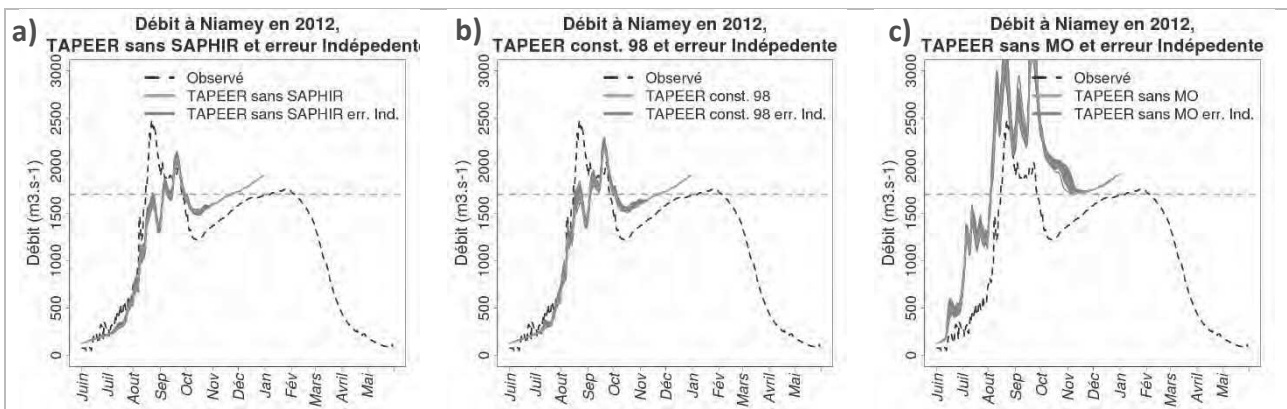 a)
Débit à Niamey en 2012,
TAPEER sans SAPHIR et erreur Indépedente
Débit (m3.s-1)
3000
2500
2000
1500
1000
500
0
Observé
TAPEER sans SAPHIR
TAPEER sans SAPHIR err. Ind.
Juin Juil Aout Sep Oct Nov Déc Jan Fév Mars Avril Mai
b)
Débit à Niamey en 2012,
TAPEER const. 98 et erreur Indépedente
Débit (m3.s-1)
3000
2500
2000
1500
1000
500
0
Observé
TAPEER const. 98
TAPEER const. 98 err. Ind.
Juin Juil Aout Sep Oct Nov Déc Jan Fév Mars Avril Mai
c)
Débit à Niamey en 2012,
TAPEER sans MO et erreur Indépedente
Débit (m3.s-1)
3000
2500
2000
1500
1000
500
0
Observé
TAPEER sans MO
TAPEER sans MO err. Ind.
Juin Juil Aout Sep Oct Nov Déc Jan Fév Mars Avril Mai